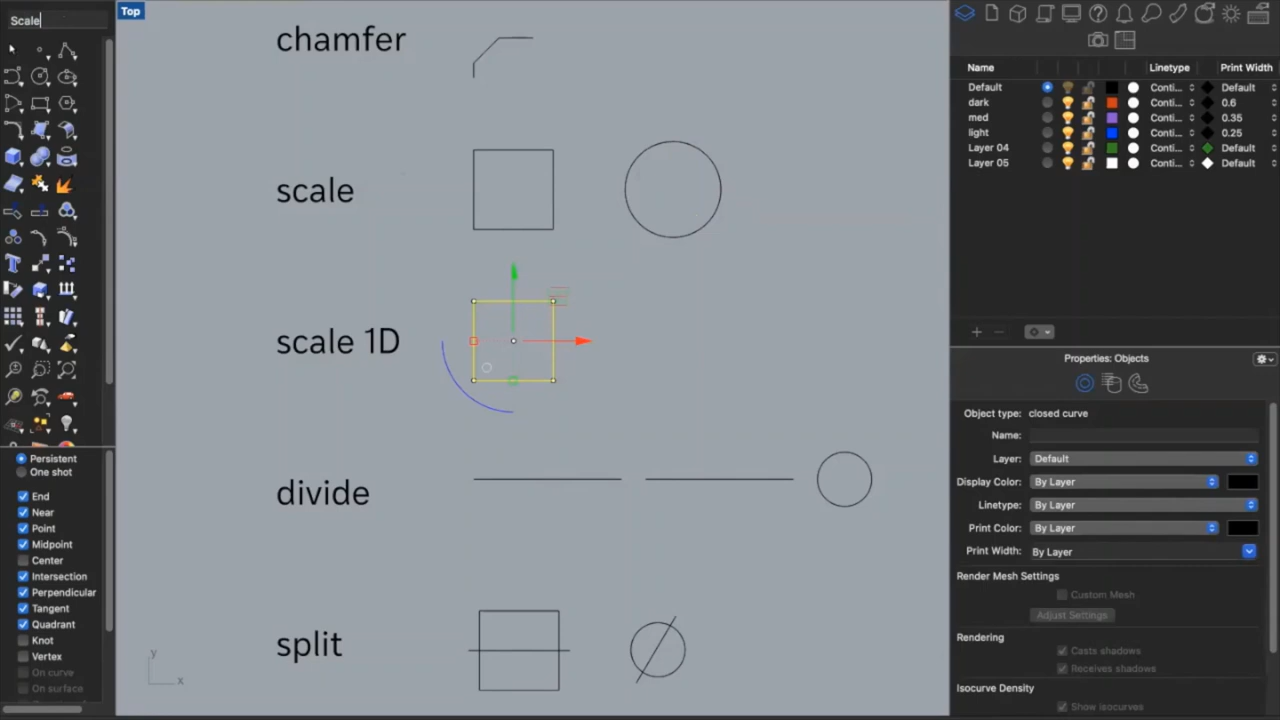 Scale
Top
chamfer
scale
scale 1D
divide
split
y
x
Persistent
One shot
End
Near
Point
Midpoint
Center
Intersection
Perpendicular
Tangent
Quadrant
Knot
Vertex
On curve
On surface
Name Linetype Print Width
Default Conti... Default
dark Conti... 0.6
med Conti... 0.35
light Conti... 0.25
Layer 04 Conti... Default
Layer 05 Conti... Default
Properties: Objects
Object type: closed curve
Name:
Layer: Default
Display Color: By Layer
Linetype: By Layer
Print Color: By Layer
Print Width: By Layer
Render Mesh Settings
Custom Mesh
Adjust Settings
Rendering
Casts shadows
Receives shadows
Isocurve Density
Show isocurves